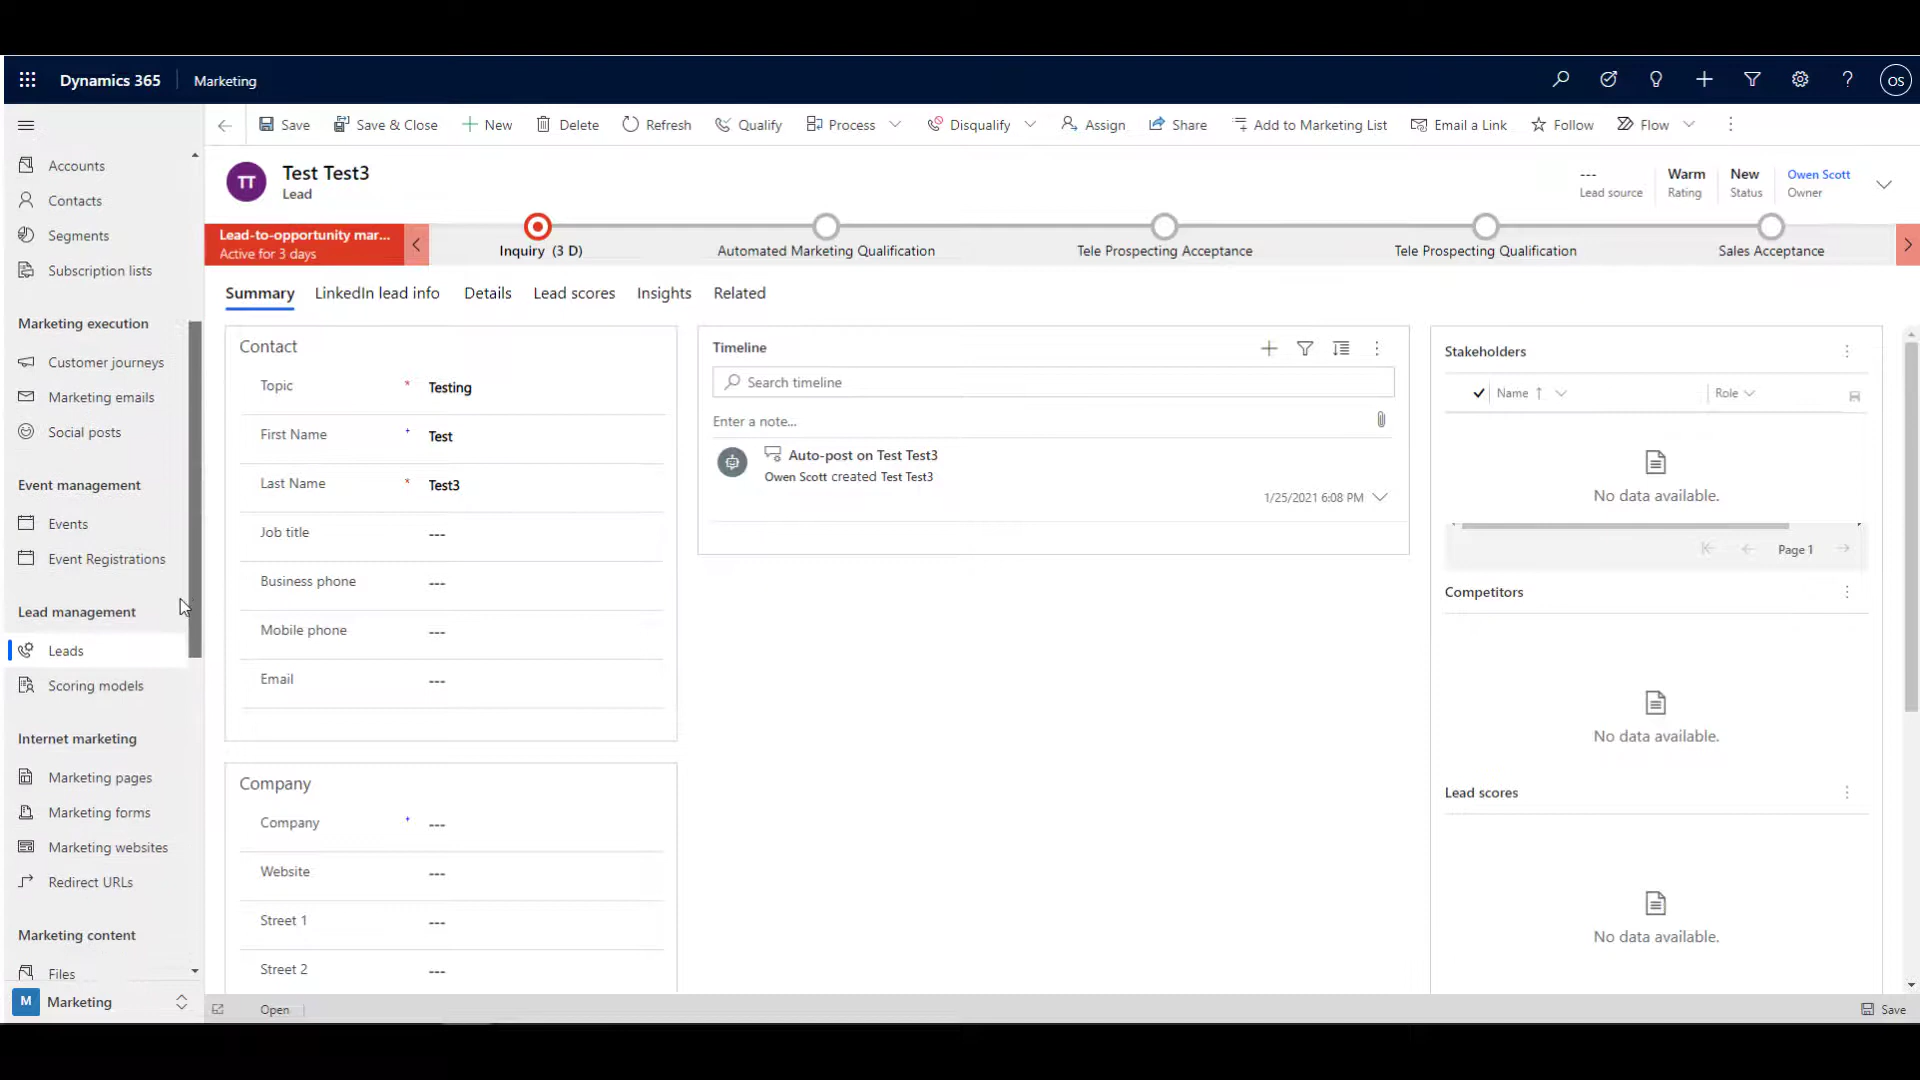 Dynamics 365 Marketing OS
Save Save & Close New Delete Refresh Qualify Process Disqualify Assign Share Add to Marketing List Email a Link Follow Flow
Accounts
Contacts
Segments
Subscription lists
Marketing execution
Customer journeys
Marketing emails
Social posts
Event management
Events
Event Registrations
Lead management
Leads
Scoring models
Internet marketing
Marketing pages
Marketing forms
Marketing websites
Redirect URLs
Marketing content
Files
M Marketing
TT
Test Test3
Lead
--- Warm New Owen Scott
Lead source Rating Status Owner
Lead-to-opportunity mar...
Active for 3 days
Inquiry (3 D) Automated Marketing Qualification Tele Prospecting Acceptance Tele Prospecting Qualification Sales Acceptance
Summary LinkedIn lead info Details Lead scores Insights Related
Contact
Topic * Testing
First Name + Test
Last Name * Test3
Job title ---
Business phone ---
Mobile phone ---
Email ---
Company
Company + ---
Website ---
Street 1 ---
Street 2 ---
Timeline
Search timeline
Enter a note...
Auto-post on Test Test3
Owen Scott created Test Test3
1/25/2021 6:08 PM
Stakeholders
Name Role
No data available.
Page 1
Competitors
No data available.
Lead scores
No data available.
Open Save